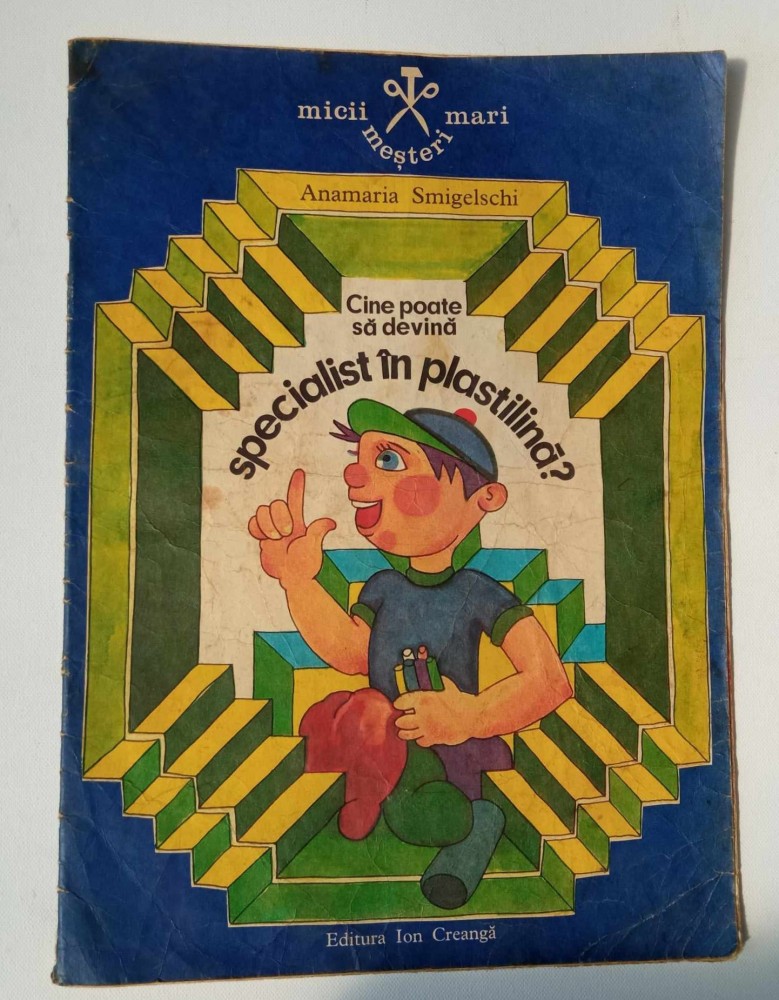 micii meșteri mari
Anamaria Smigelschi
Cine poate
să devină
specialist în plastilină?
Editura Ion Creangă